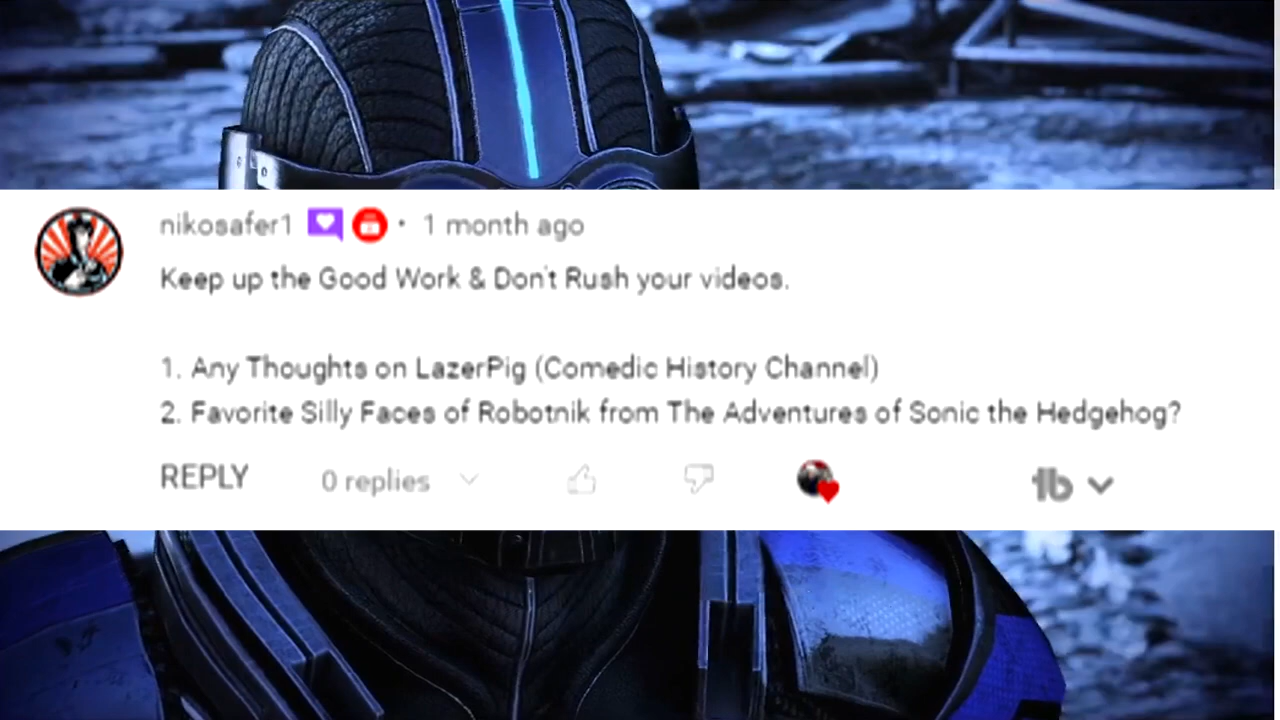 nikosafer1 • 1 month ago
Keep up the Good Work & Don't Rush your videos.
1. Any Thoughts on LazerPig (Comedic History Channel)
2. Favorite Silly Faces of Robotnik from The Adventures of Sonic the Hedgehog?
REPLY 0 replies tb